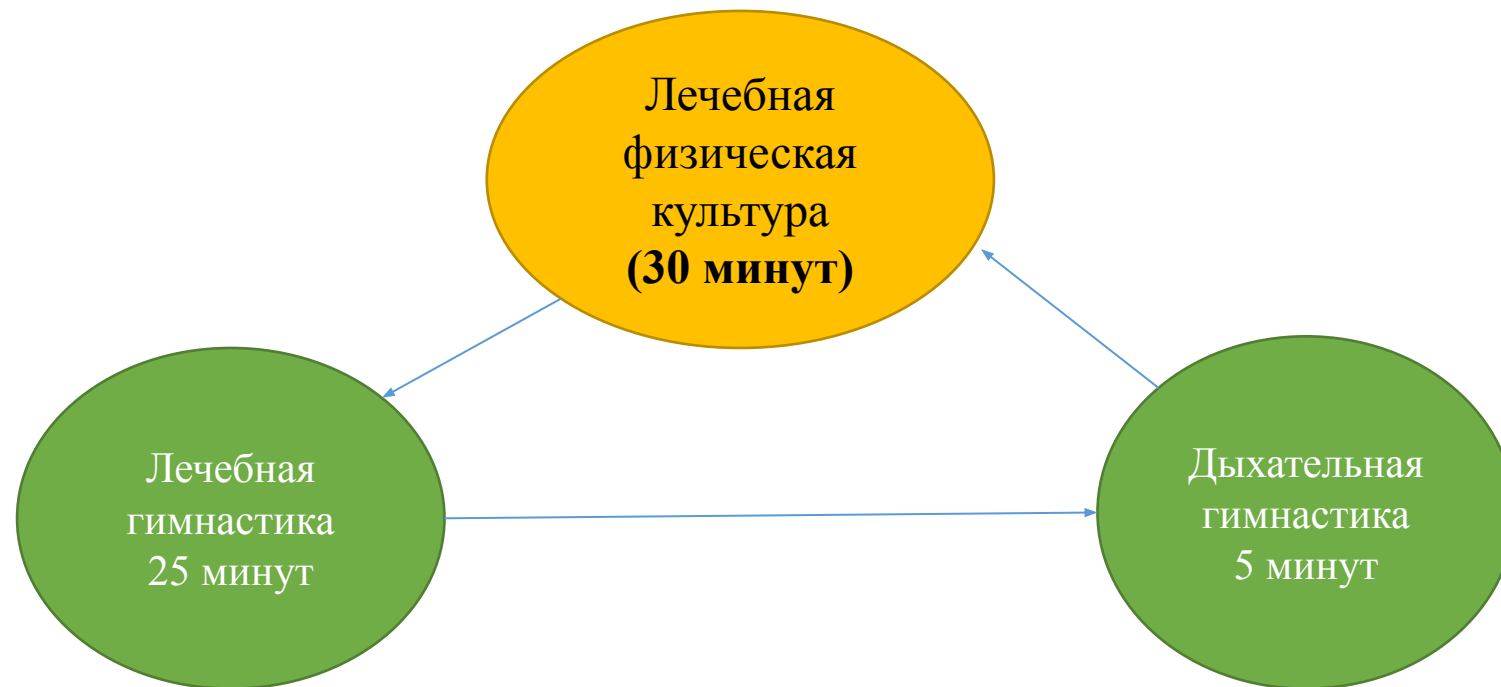 Лечебная
физическая
культура
(30 минут)
Лечебная
гимнастика
25 минут
Дыхательная
гимнастика
5 минут